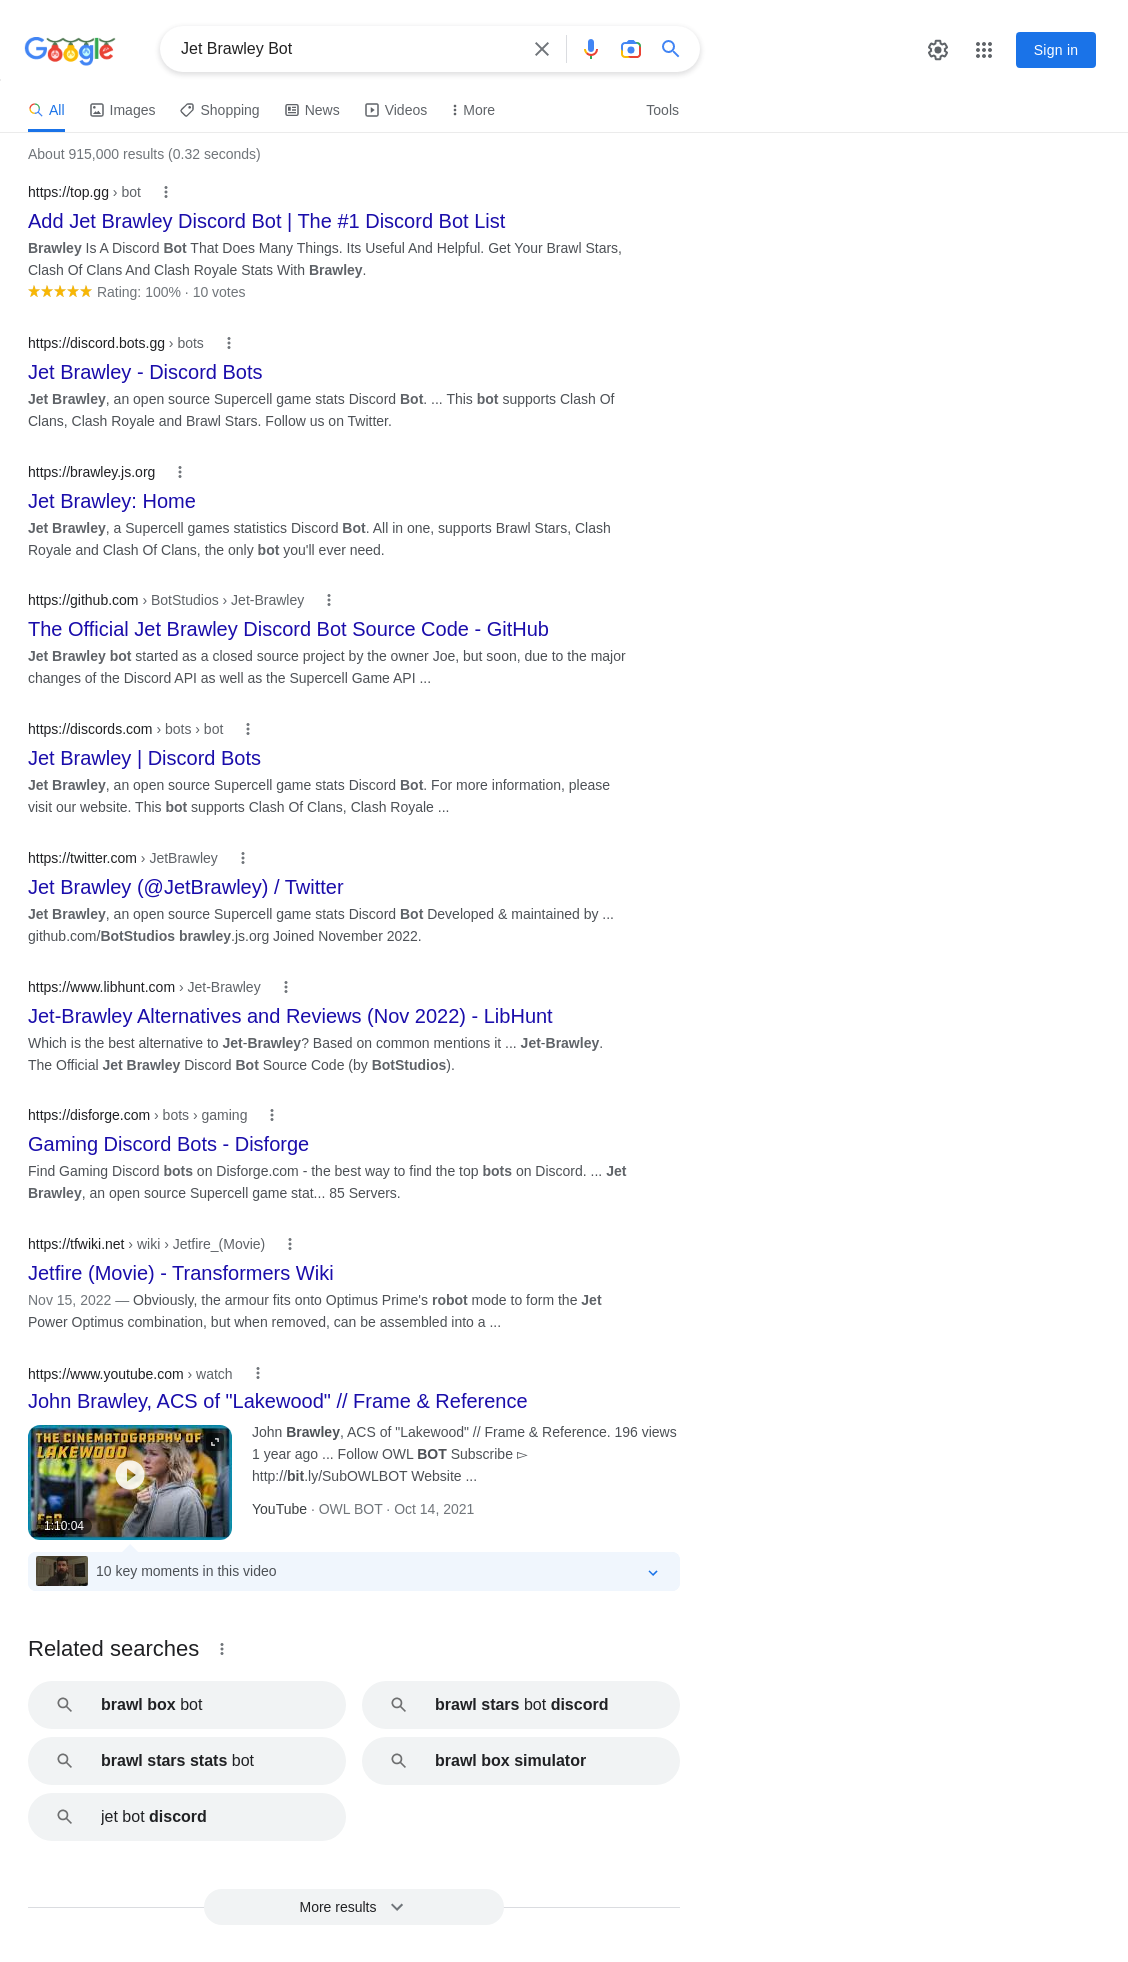 Google
Jet Brawley Bot
Sign in
All
Images
Shopping
News
Videos
More
Tools
About 915,000 results (0.32 seconds)
https://top.gg › bot
Add Jet Brawley Discord Bot | The #1 Discord Bot List
Brawley Is A Discord Bot That Does Many Things. Its Useful And Helpful. Get Your Brawl Stars,
Clash Of Clans And Clash Royale Stats With Brawley.
Rating: 100% · 10 votes
https://discord.bots.gg › bots
Jet Brawley - Discord Bots
Jet Brawley, an open source Supercell game stats Discord Bot. ... This bot supports Clash Of
Clans, Clash Royale and Brawl Stars. Follow us on Twitter.
https://brawley.js.org
Jet Brawley: Home
Jet Brawley, a Supercell games statistics Discord Bot. All in one, supports Brawl Stars, Clash
Royale and Clash Of Clans, the only bot you'll ever need.
https://github.com › BotStudios › Jet-Brawley
The Official Jet Brawley Discord Bot Source Code - GitHub
Jet Brawley bot started as a closed source project by the owner Joe, but soon, due to the major
changes of the Discord API as well as the Supercell Game API ...
https://discords.com › bots › bot
Jet Brawley | Discord Bots
Jet Brawley, an open source Supercell game stats Discord Bot. For more information, please
visit our website. This bot supports Clash Of Clans, Clash Royale ...
https://twitter.com › JetBrawley
Jet Brawley (@JetBrawley) / Twitter
Jet Brawley, an open source Supercell game stats Discord Bot Developed & maintained by ...
github.com/BotStudios brawley.js.org Joined November 2022.
https://www.libhunt.com › Jet-Brawley
Jet-Brawley Alternatives and Reviews (Nov 2022) - LibHunt
Which is the best alternative to Jet-Brawley? Based on common mentions it ... Jet-Brawley.
The Official Jet Brawley Discord Bot Source Code (by BotStudios).
https://disforge.com › bots › gaming
Gaming Discord Bots - Disforge
Find Gaming Discord bots on Disforge.com - the best way to find the top bots on Discord. ... Jet
Brawley, an open source Supercell game stat... 85 Servers.
https://tfwiki.net › wiki › Jetfire_(Movie)
Jetfire (Movie) - Transformers Wiki
Nov 15, 2022 — Obviously, the armour fits onto Optimus Prime's robot mode to form the Jet
Power Optimus combination, but when removed, can be assembled into a ...
https://www.youtube.com › watch
John Brawley, ACS of "Lakewood" // Frame & Reference
THE CINEMATOGRAPHY OF
LAKEWOOD
F&R
1:10:04
John Brawley, ACS of "Lakewood" // Frame & Reference. 196 views
1 year ago ... Follow OWL BOT Subscribe ▻
http://bit.ly/SubOWLBOT Website ...
YouTube · OWL BOT · Oct 14, 2021
10 key moments in this video
Related searches
brawl box bot
brawl stars bot discord
brawl stars stats bot
brawl box simulator
jet bot discord
More results